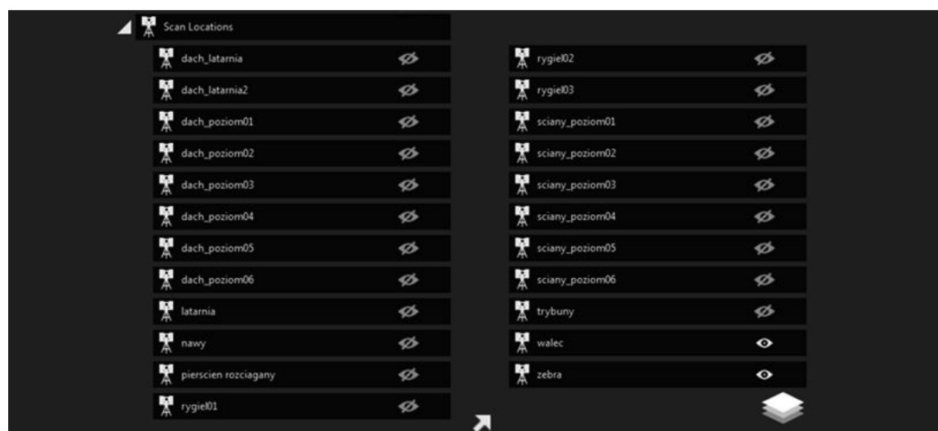 Scan Locations
dach_latarnia
dach_latarnia2
dach_poziom01
dach_poziom02
dach_poziom03
dach_poziom04
dach_poziom05
dach_poziom06
latarnia
nawy
pierscien rozciagany
rygiel01
rygiel02
rygiel03
sciany_poziom01
sciany_poziom02
sciany_poziom03
sciany_poziom04
sciany_poziom05
sciany_poziom06
trybuny
walec
zebra